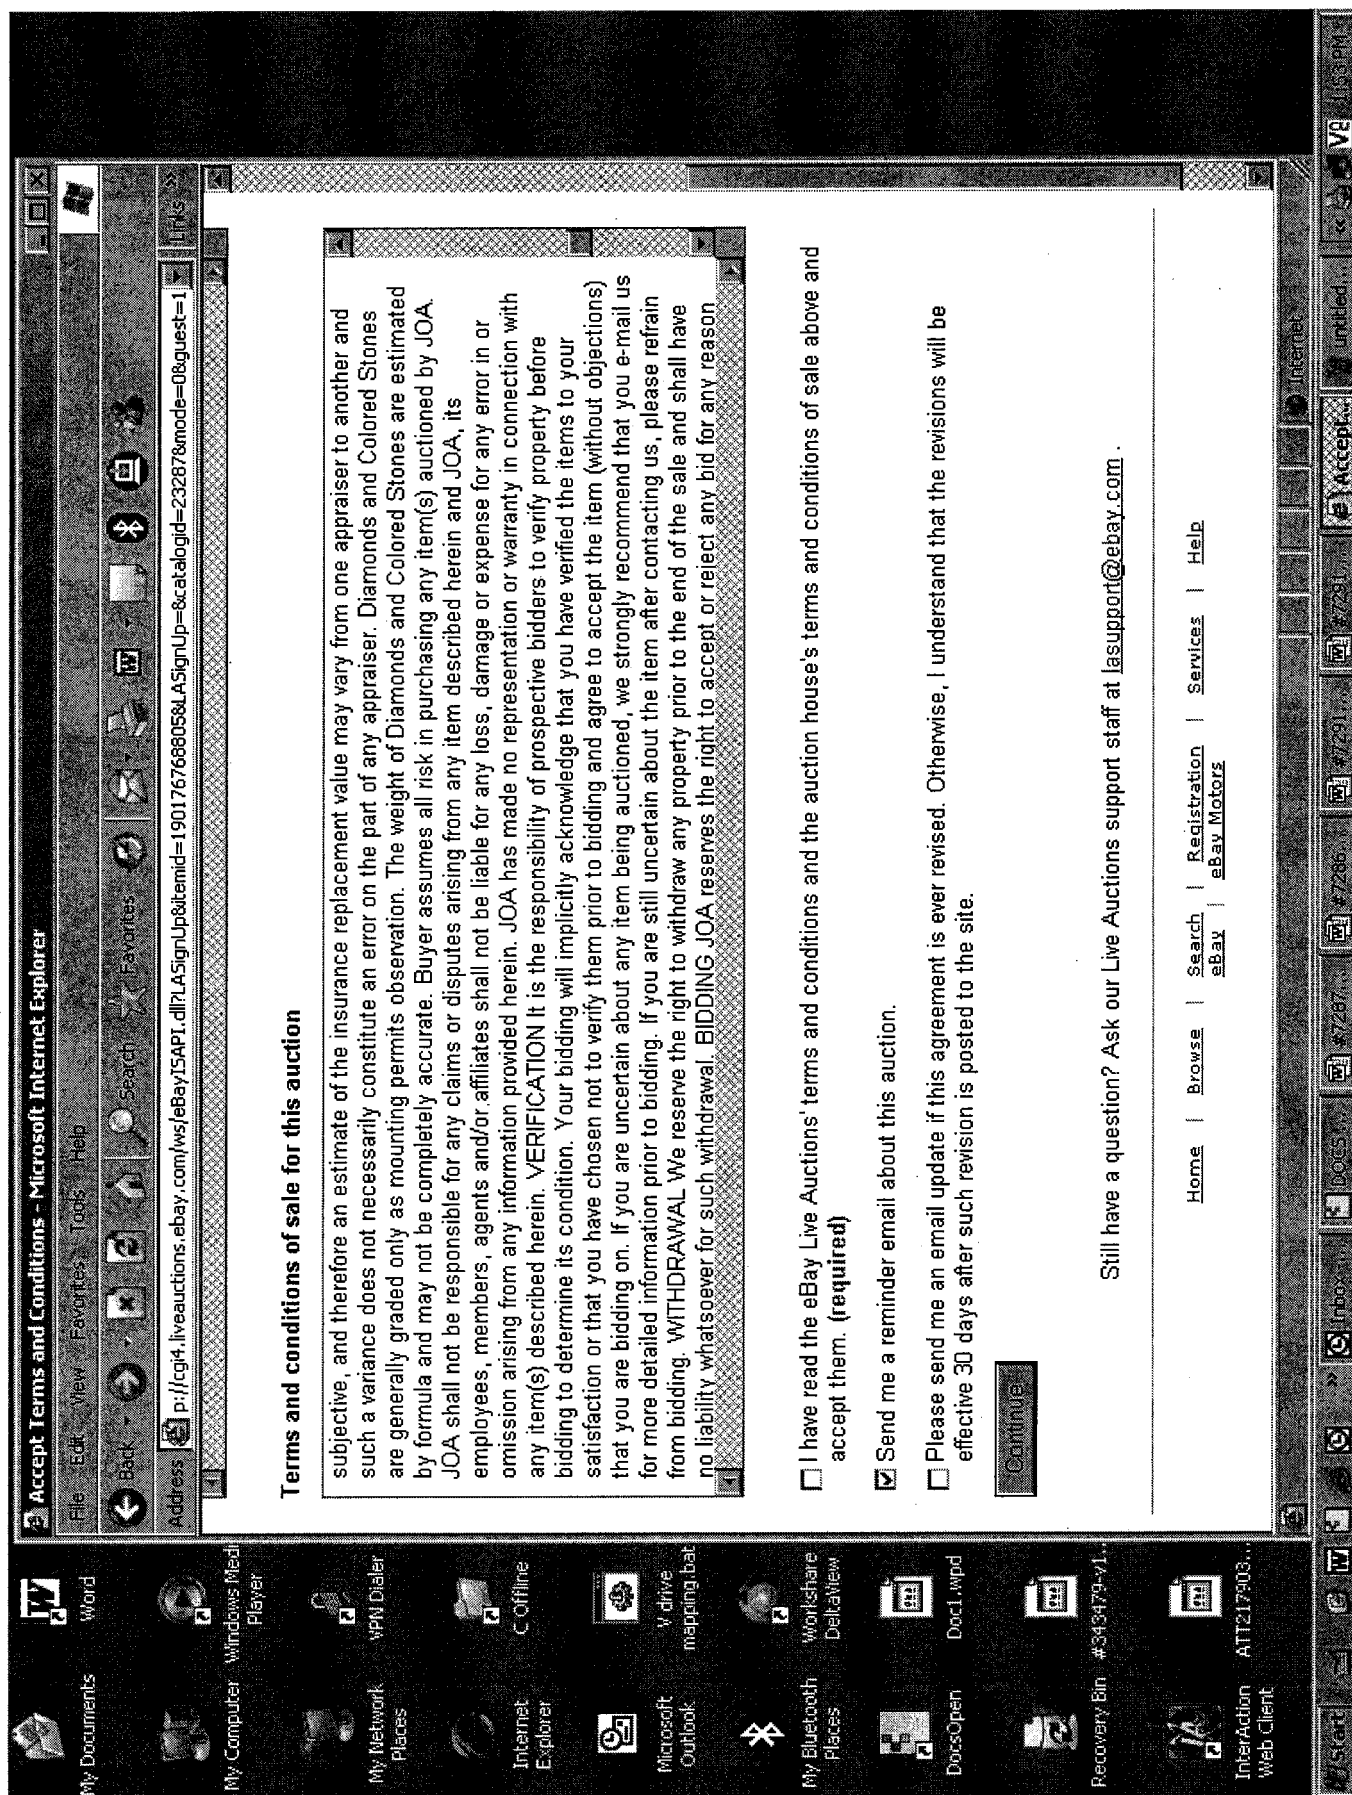 Accept Terms and Conditions - Microsoft Internet Explorer
File Edit View Favorites Tools Help
Back Search Favorites
Address p://cgi4.liveauctions.ebay.com/ws/eBayISAPI.dll?LASignUp&itemid=190176768805&LASignUp=&catalogid=23287&mode=0&guest=1 Links »
Terms and conditions of sale for this auction
subjective, and therefore an estimate of the insurance replacement value may vary from one appraiser to another and
such a variance does not necessarily constitute an error on the part of any appraiser. Diamonds and Colored Stones
are generally graded only as mounting permits observation. The weight of Diamonds and Colored Stones are estimated
by formula and may not be completely accurate. Buyer assumes all risk in purchasing any item(s) auctioned by JOA.
JOA shall not be responsible for any claims or disputes arising from any item described herein and JOA, its
employees, members, agents and/or affiliates shall not be liable for any loss, damage or expense for any error in or
omission arising from any information provided herein. JOA has made no representation or warranty in connection with
any item(s) described herein. VERIFICATION It is the responsibility of prospective bidders to verify property before
bidding to determine its condition. Your bidding will implicitly acknowledge that you have verified the items to your
satisfaction or that you have chosen not to verify them prior to bidding and agree to accept the item (without objections)
that you are bidding on. If you are uncertain about any item being auctioned, we strongly recommend that you e-mail us
for more detailed information prior to bidding. If you are still uncertain about the item after contacting us, please refrain
from bidding. WITHDRAWAL We reserve the right to withdraw any property prior to the end of the sale and shall have
no liability whatsoever for such withdrawal. BIDDING JOA reserves the right to accept or reject any bid for any reason
I have read the eBay Live Auctions' terms and conditions and the auction house's terms and conditions of sale above and
accept them. (required)
Send me a reminder email about this auction.
Please send me an email update if this agreement is ever revised. Otherwise, I understand that the revisions will be
effective 30 days after such revision is posted to the site.
Continue
Still have a question? Ask our Live Auctions support staff at lasupport@ebay.com .
Home | Browse | Search | Registration | Services | Help
eBay | eBay Motors
Internet
My Documents
Word
My Computer
Windows Medi
Player
My Network
Places
VPN Dialer
Internet
Explorer
C Offline
Microsoft
Outlook
V drive
mapping.bat
My Bluetooth
Places
Workshare
DeltaView
DocsOpen
Doc1.wpd
Recovery Bin
#343479-v1...
InterAction
Web Client
ATT217903...
Start
Inbox
DOCS
#7287...
#7286...
#7291...
#7291...
Accept...
untitled
1:53 PM